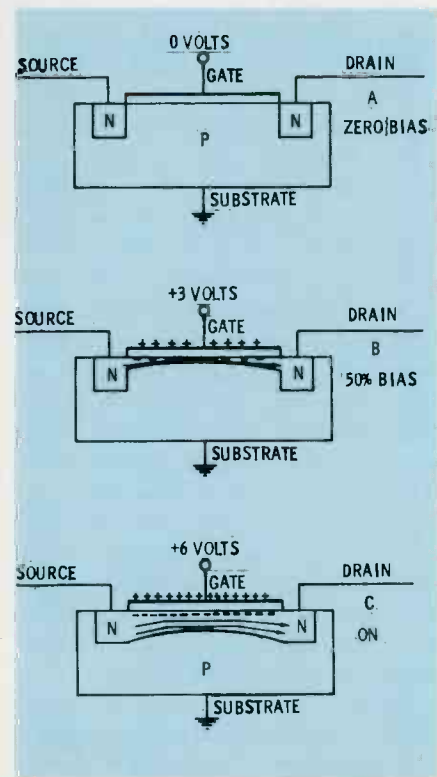 0 VOLTS
SOURCE
GATE
DRAIN
N
P
N
A
ZERO BIAS
SUBSTRATE
+3 VOLTS
SOURCE
GATE
DRAIN
+ + + + + + + +
N
N
B
50% BIAS
SUBSTRATE
+6 VOLTS
SOURCE
GATE
DRAIN
N
N
C
ON
P
SUBSTRATE